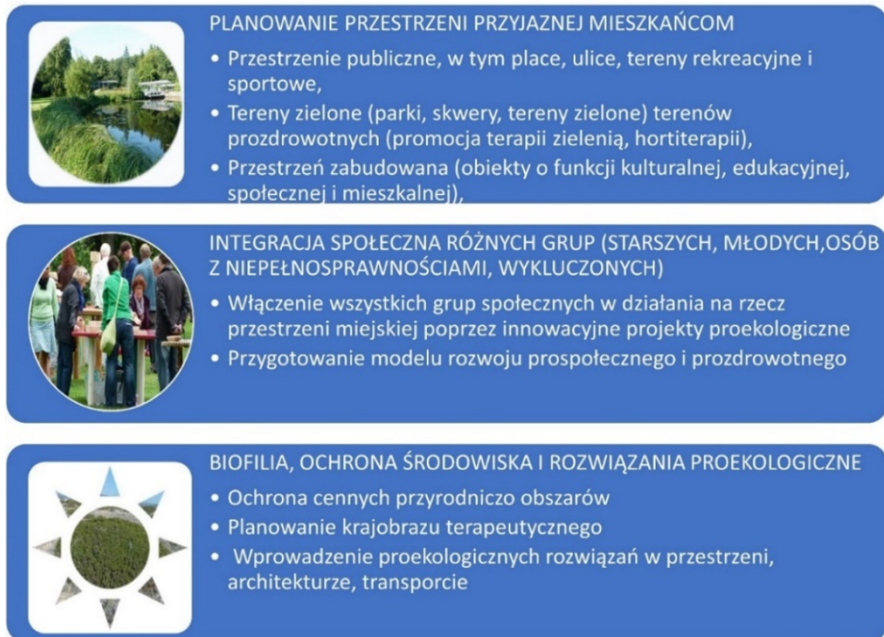 PLANOWANIE PRZESTRZENI PRZYJAZNEJ MIESZKAŃCOM
• Przestrzenie publiczne, w tym place, ulice, tereny rekreacyjne i
sportowe,
• Tereny zielone (parki, skwery, tereny zielone) terenów
prozdrowotnych (promocja terapii zielenią, hortiterapii),
• Przestrzeń zabudowana (obiekty o funkcji kulturalnej, edukacyjnej,
społecznej i mieszkalnej),
INTEGRACJA SPOŁECZNA RÓŻNYCH GRUP (STARSZYCH, MŁODYCH,OSÓB
Z NIEPEŁNOSPRAWNOŚCIAMI, WYKLUCZONYCH)
• Włączenie wszystkich grup społecznych w działania na rzecz
przestrzeni miejskiej poprzez innowacyjne projekty proekologiczne
• Przygotowanie modelu rozwoju prospołecznego i prozdrowotnego
BIOFILIA, OCHRONA ŚRODOWISKA I ROZWIĄZANIA PROEKOLOGICZNE
• Ochrona cennych przyrodniczo obszarów
• Planowanie krajobrazu terapeutycznego
• Wprowadzenie proekologicznych rozwiązań w przestrzeni,
architekturze, transporcie